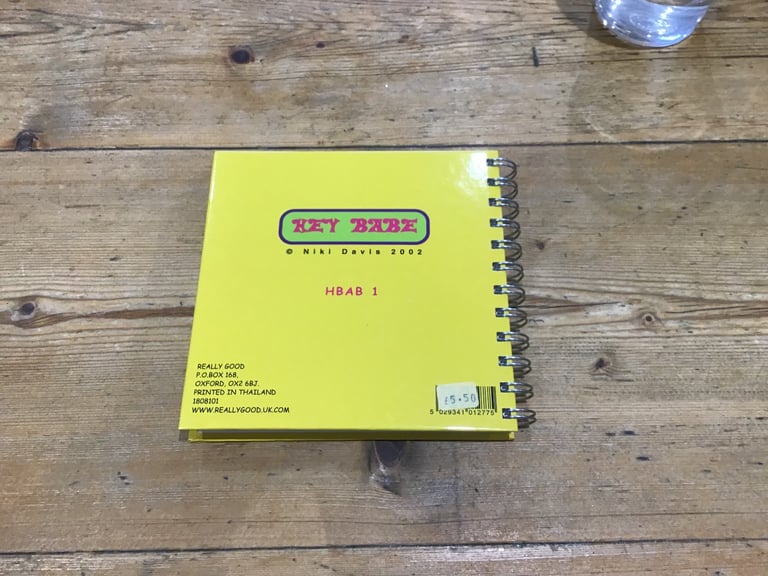 HEY BABE
© Niki Davis 2002
HBAB 1
REALLY GOOD
P.O.BOX 168,
OXFORD, OX2 6BJ.
PRINTED IN THAILAND
1808101
WWW.REALLYGOOD.UK.COM
£5.50
5 029341 012775